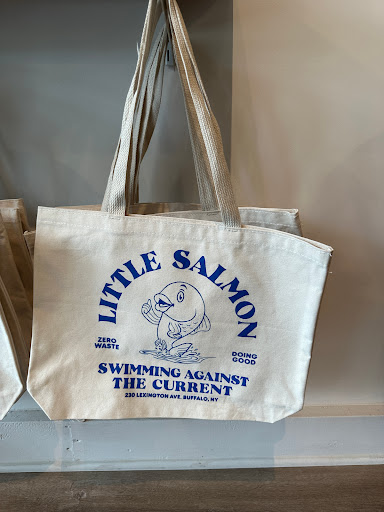 LITTLE SALMON
ZERO
WASTE
DOING
GOOD
SWIMMING AGAINST
THE CURRENT
230 LEXINGTON AVE. BUFFALO, NY